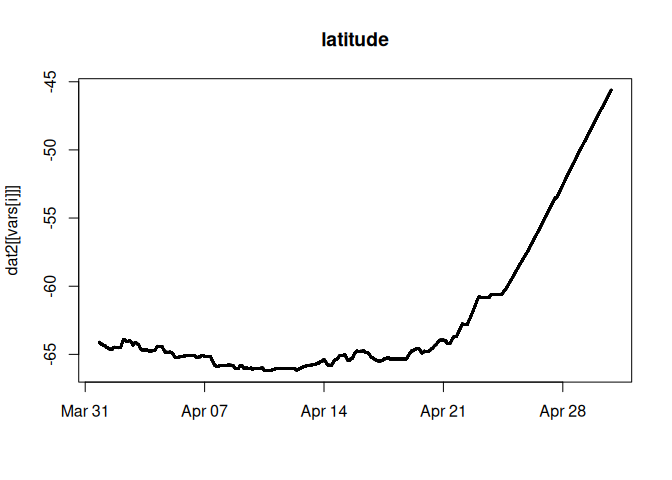 latitude
dat2[[vars[i]]]
-45
-50
-55
-60
-65
Mar 31
Apr 07
Apr 14
Apr 21
Apr 28